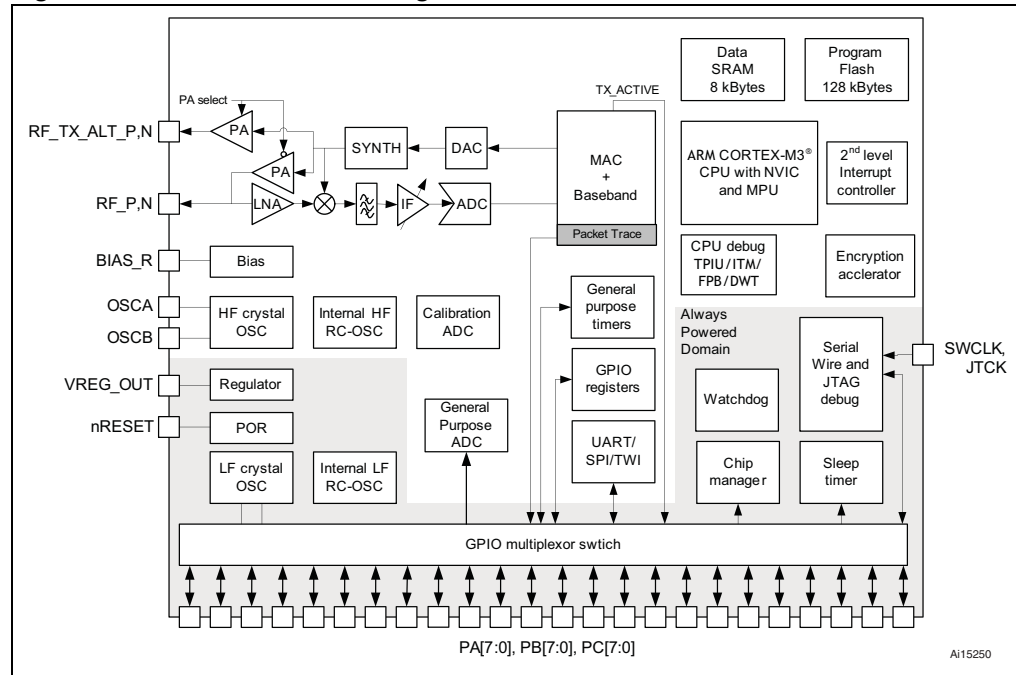 Data
SRAM
8 kBytes
Program
Flash
128 kBytes
TX_ACTIVE
PA select
RF_TX_ALT_P,N
PA
SYNTH
DAC
MAC
+
Baseband
ARM CORTEX-M3®
CPU with NVIC
and MPU
2nd level
Interrupt
controller
PA
RF_P,N
LNA
IF
ADC
Packet Trace
BIAS_R
Bias
CPU debug
TPIU/ITM/
FPB/DWT
Encryption
acclerator
OSCA
OSCB
HF crystal
OSC
Internal HF
RC-OSC
Calibration
ADC
General
purpose
timers
Always
Powered
Domain
Serial
Wire and
JTAG
debug
SWCLK,
JTCK
VREG_OUT
Regulator
GPIO
registers
Watchdog
nRESET
POR
General
Purpose
ADC
UART/
SPI/TWI
LF crystal
OSC
Internal LF
RC-OSC
Chip
manager
Sleep
timer
GPIO multiplexor swtich
PA[7:0], PB[7:0], PC[7:0]
Ai15250